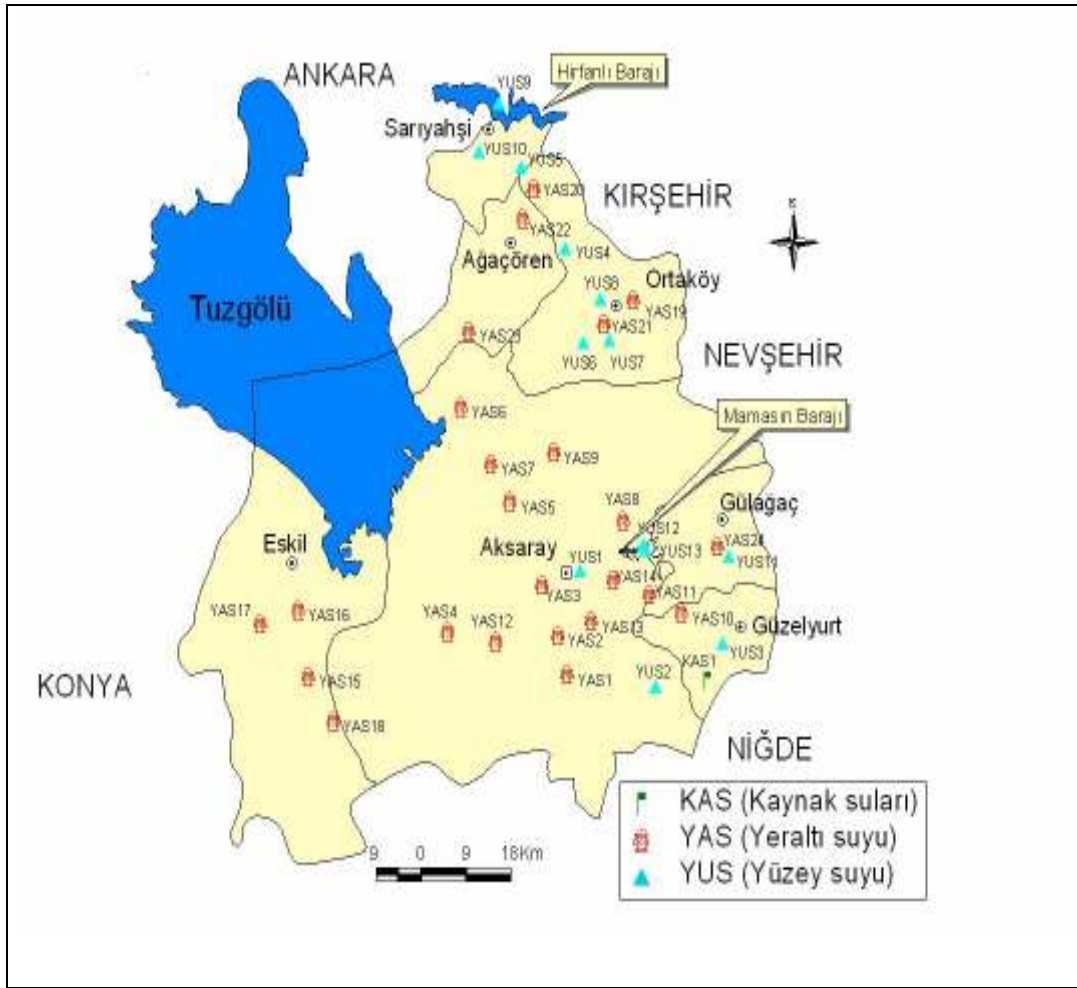 ANKARA
YUS9
Hirfanlı Barajı
Sarıyahşi
YUS10
YUS5
YAS20
KIRŞEHİR
YAS22
Ağaçören
YUS4
YUS8
Ortaköy
YAS19
Tuzgölü
YAS21
YUS6
YUS7
NEVŞEHİR
YAS6
Mamasın Barajı
YAS9
YAS7
YAS5
YAS8
Gülağaç
YUS12
YUS13
YAS24
YUS11
Eskil
Aksaray
YUS1
YAS14
YAS3
YAS11
YAS17
YAS16
YAS4
YAS12
YAS2
YAS13
YAS10
Güzelyurt
YUS3
KAS1
KONYA
YAS15
YAS1
YUS2
YAS18
NİĞDE
KAS (Kaynak suları)
YAS (Yeraltı suyu)
YUS (Yüzey suyu)
9 0 9 18Km